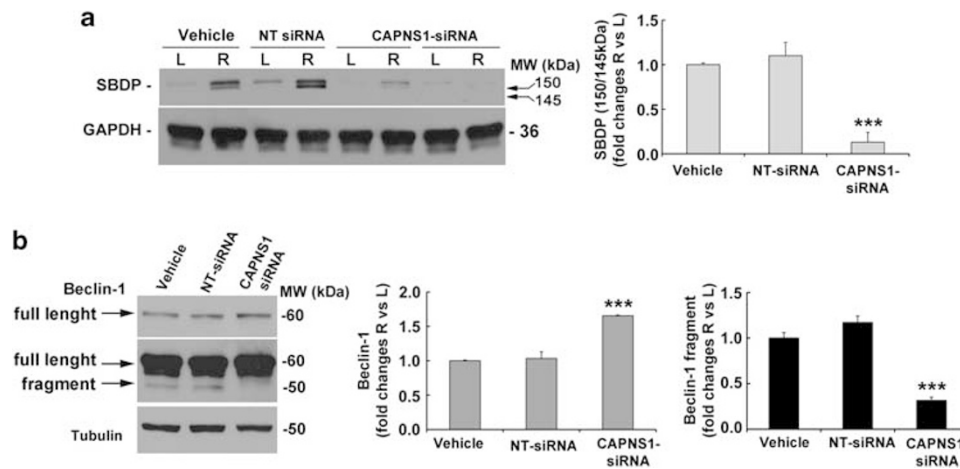 a
Vehicle NT siRNA CAPNS1-siRNA
L R L R L R L R MW (kDa)
SBDP - 150
145
GAPDH - - 36
SBDP (150/145kDa)
(fold changes R vs L)
1.5
1.0
0.5
0.0
***
Vehicle NT-siRNA CAPNS1-
siRNA
b
Beclin-1
Vehicle
NT-siRNA
CAPNS1
siRNA
MW (kDa)
full lenght -60
full lenght -60
fragment -50
Tubulin -50
Beclin-1
(fold changes R vs L)
2.0
1.5
1.0
0.5
0.0
***
Vehicle NT-siRNA CAPNS1-
siRNA
Beclin-1 fragment
(fold changes R vs L)
1.5
1.0
0.5
0.0
***
Vehicle NT-siRNA CAPNS1-
siRNA